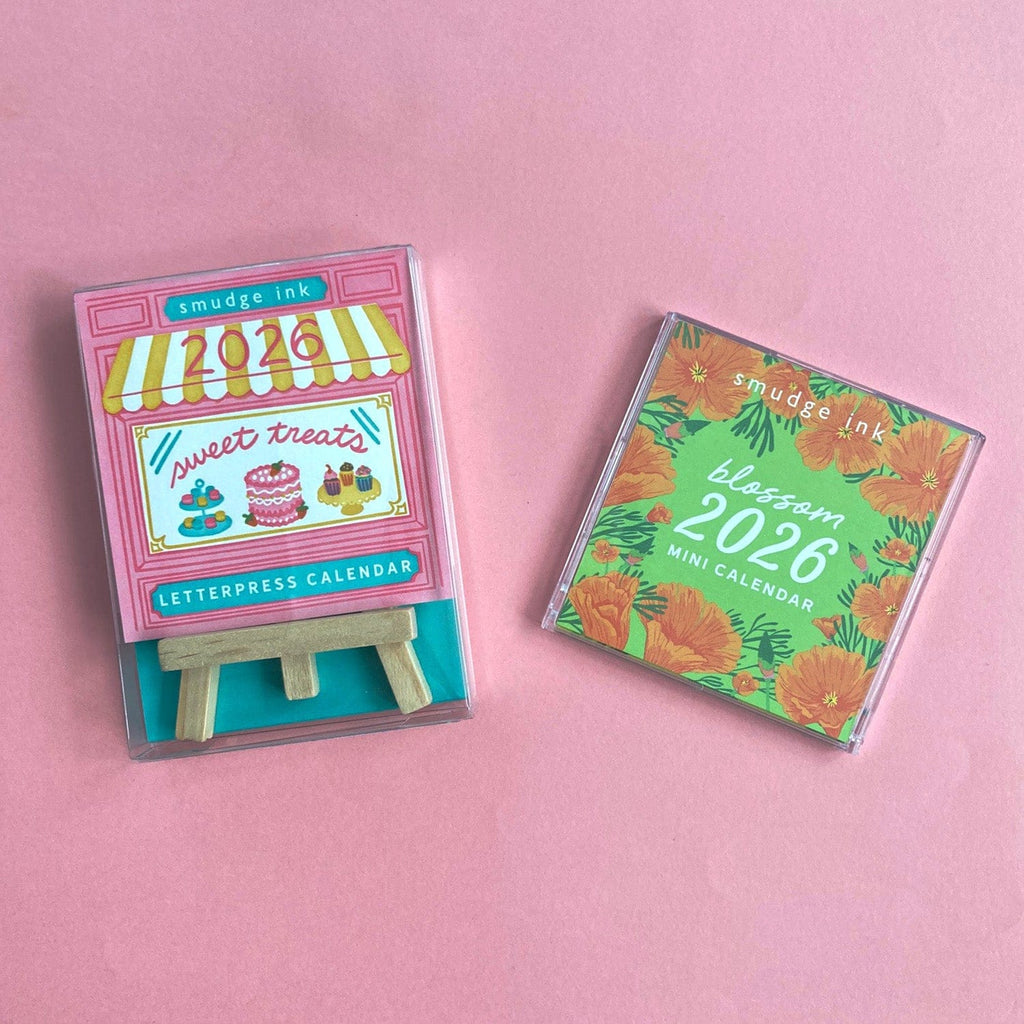 smudge ink
2026
sweet treats
LETTERPRESS CALENDAR
smudge ink
blossom
2026
MINI CALENDAR